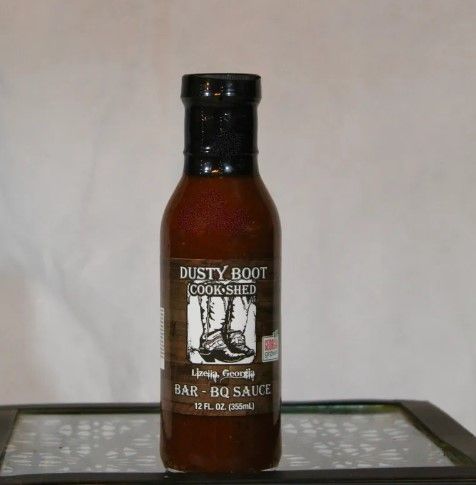 DUSTY BOOT
COOK•SHED
Lizella, Georgia
BAR - BQ SAUCE
12 FL. OZ. (355mL)